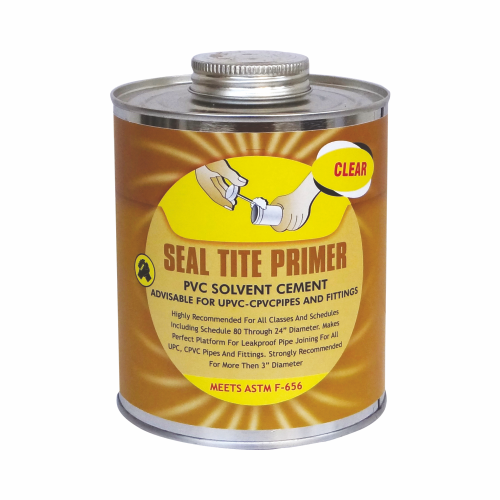 CLEAR
SEAL TITE PRIMER
PVC SOLVENT CEMENT
ADVISABLE FOR UPVC-CPVCPIPES AND FITTINGS
Highly Recommended For All Classes And Schedules
Including Schedule 80 Through 24" Diameter. Makes
Perfect Platform For Leakproof Pipe Joining For All
UPC, CPVC Pipes And Fittings. Strongly Recommended
For More Then 3" Diameter
MEETS ASTM F-656